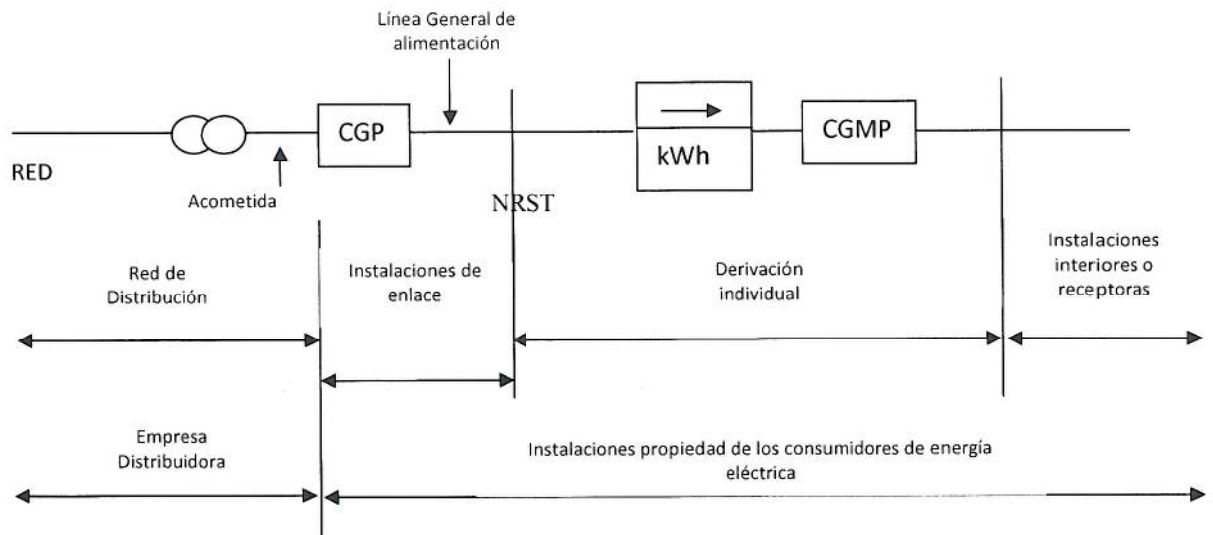 Línea General de
alimentación
CGP
CGMP
kWh
RED
Acometida
NRST
Red de
Distribución
Instalaciones de
enlace
Derivación
individual
Instalaciones
interiores o
receptoras
Empresa
Distribuidora
Instalaciones propiedad de los consumidores de energía
eléctrica